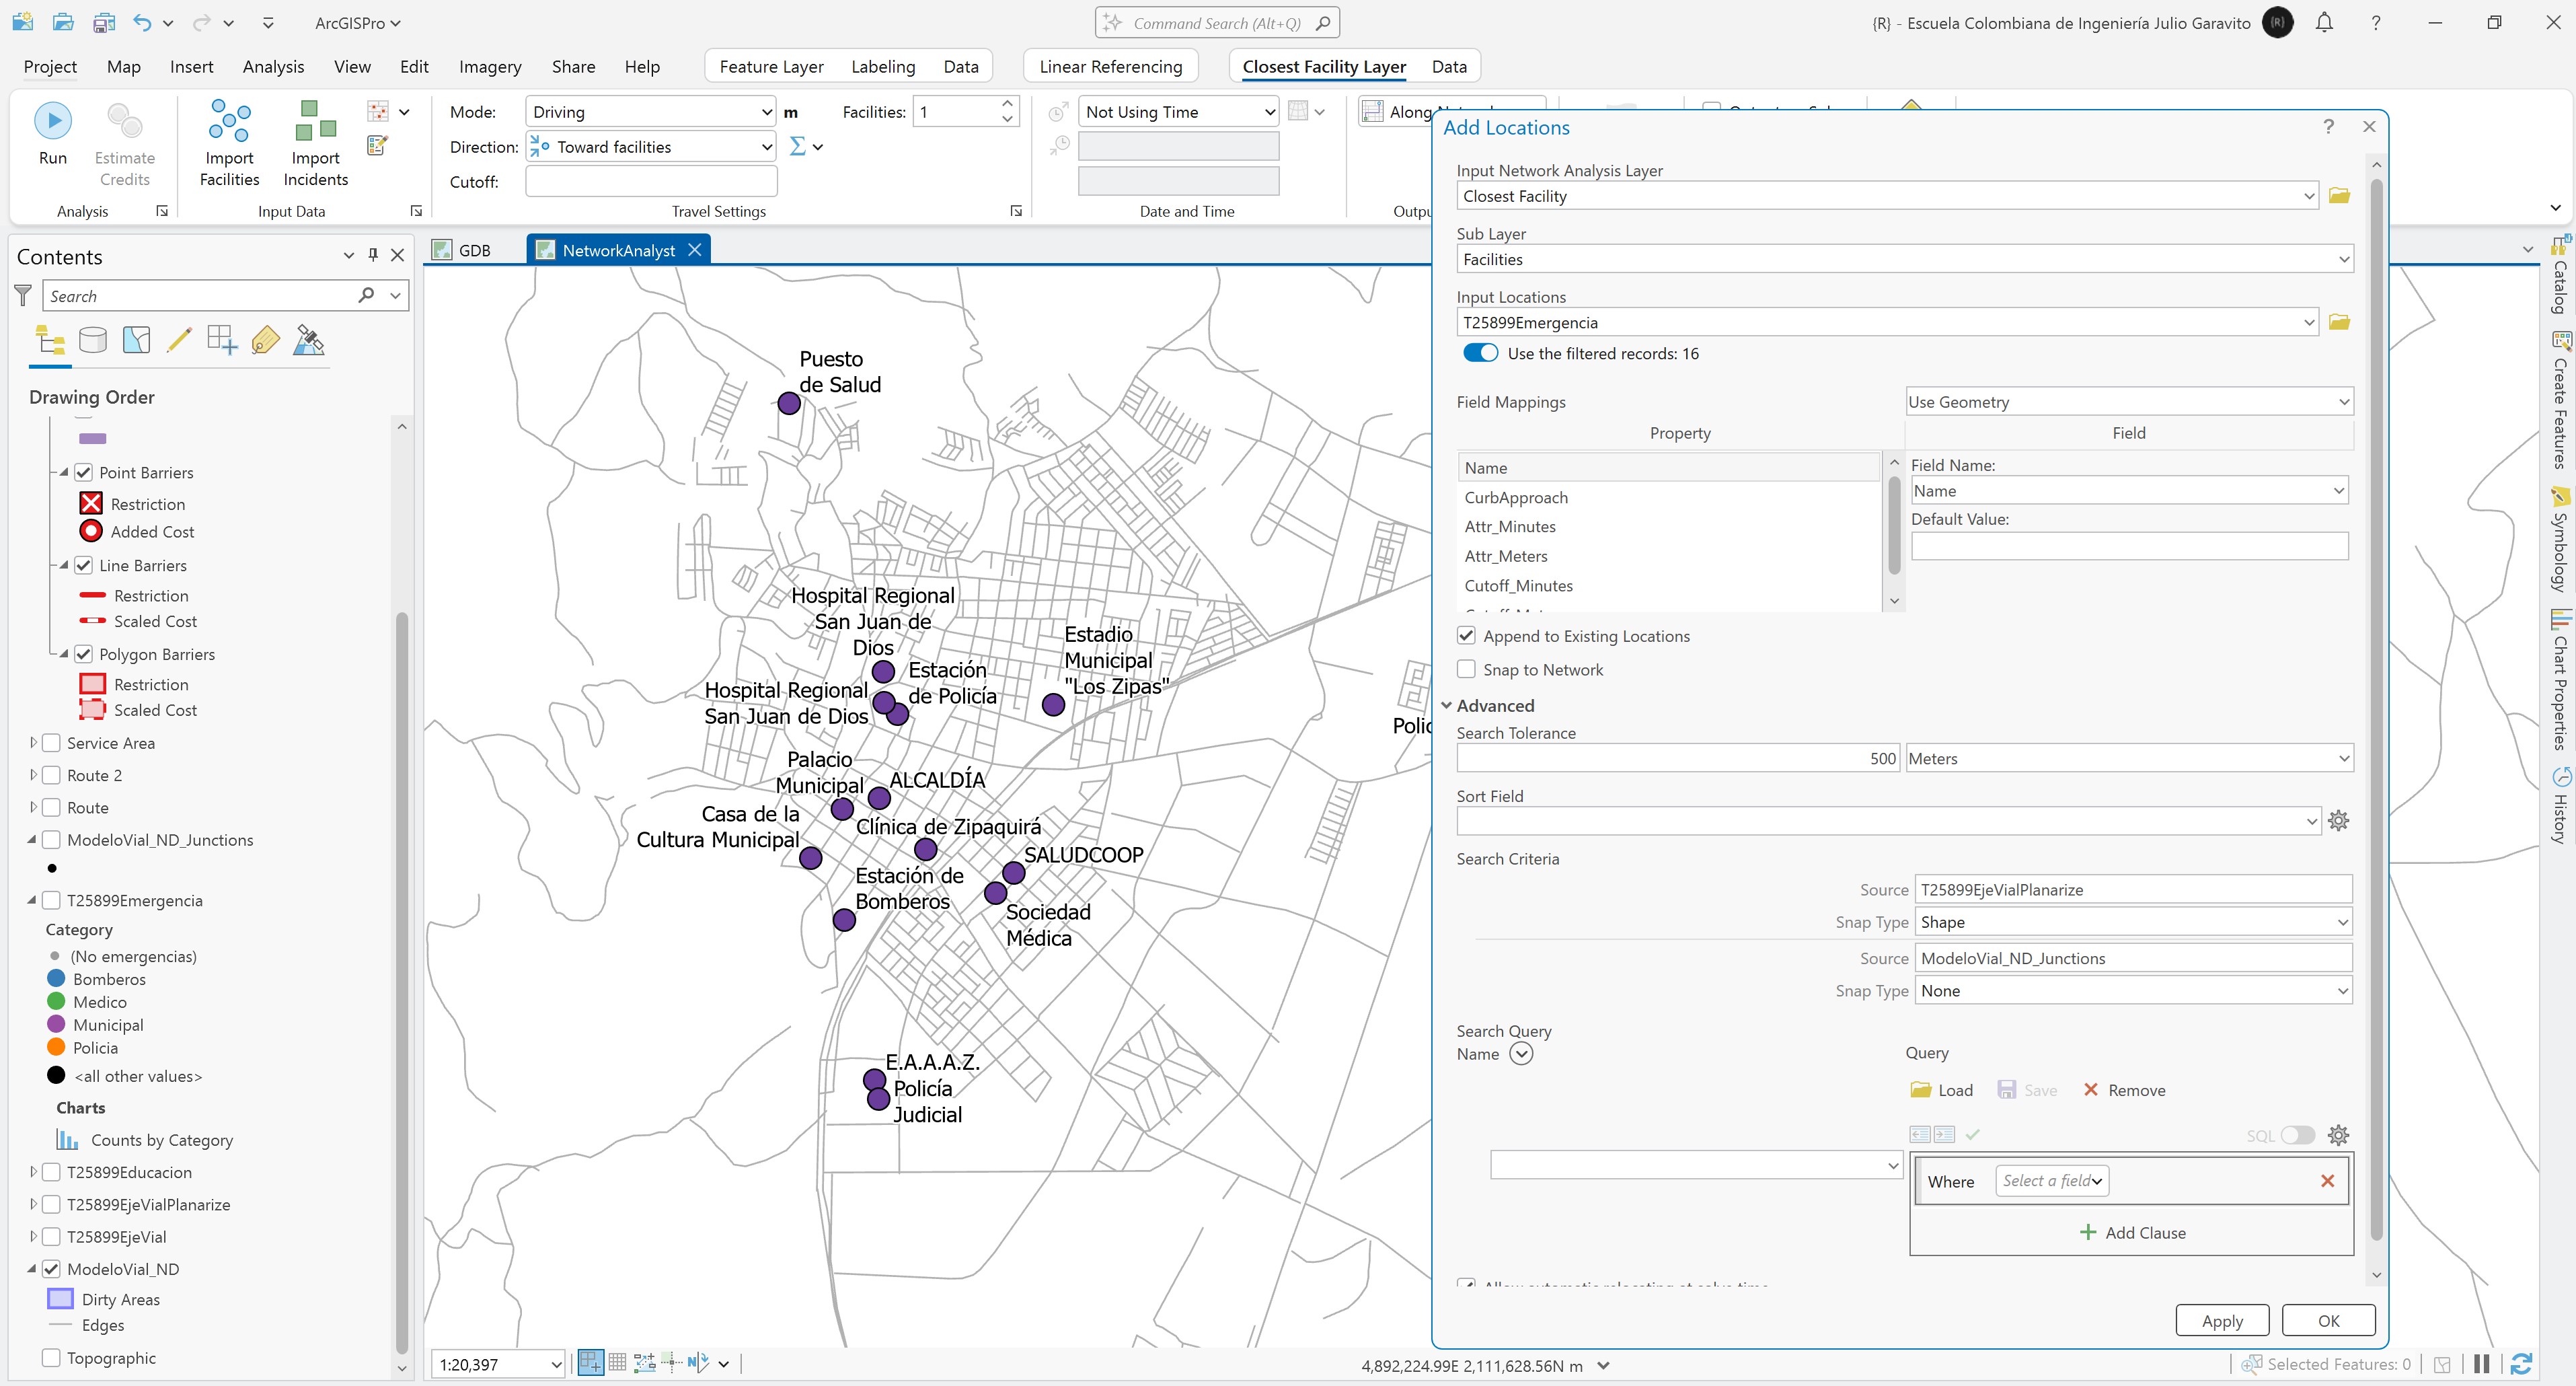 ArcGISPro
Command Search (Alt+Q)
{R} - Escuela Colombiana de Ingeniería Julio Garavito
{R}
?
Project
Map
Insert
Analysis
View
Edit
Imagery
Share
Help
Feature Layer
Labeling
Data
Linear Referencing
Closest Facility Layer
Data
Run
Estimate
Credits
Analysis
Import
Facilities
Import
Incidents
Input Data
Mode:
Driving
m
Facilities:
1
Direction:
Toward facilities
Σ
Cutoff:
Travel Settings
Not Using Time
Date and Time
Along
Contents
Search
Drawing Order
Point Barriers
Restriction
Added Cost
Line Barriers
Restriction
Scaled Cost
Polygon Barriers
Restriction
Scaled Cost
Service Area
Route 2
Route
ModeloVial_ND_Junctions
T25899Emergencia
Category
(No emergencias)
Bomberos
Medico
Municipal
Policia
<all other values>
Charts
Counts by Category
T25899Educacion
T25899EjeVialPlanarize
T25899EjeVial
ModeloVial_ND
Dirty Areas
Edges
Topographic
GDB
NetworkAnalyst
Puesto
de Salud
Hospital Regional
San Juan de
Dios
Estación
de Policía
Hospital Regional
San Juan de Dios
Estadio
Municipal
"Los Zipas"
Palacio
Municipal
ALCALDÍA
Casa de la
Cultura Municipal
Clínica de Zipaquirá
SALUDCOOP
Estación de
Bomberos
Sociedad
Médica
E.A.A.A.Z.
Policía
Judicial
1:20,397
4,892,224.99E 2,111,628.56N m
Selected Features: 0
Add Locations
?
Input Network Analysis Layer
Closest Facility
Sub Layer
Facilities
Input Locations
T25899Emergencia
Use the filtered records: 16
Field Mappings
Use Geometry
Property
Field
Name
CurbApproach
Attr_Minutes
Attr_Meters
Cutoff_Minutes
Field Name:
Name
Default Value:
Append to Existing Locations
Snap to Network
Advanced
Search Tolerance
500
Meters
Sort Field
Search Criteria
Source
T25899EjeVialPlanarize
Snap Type
Shape
Source
ModeloVial_ND_Junctions
Snap Type
None
Search Query
Name
Query
Load
Save
Remove
SQL
Where
Select a field
Add Clause
Apply
OK
Catalog
Create Features
Symbology
Chart Properties
History